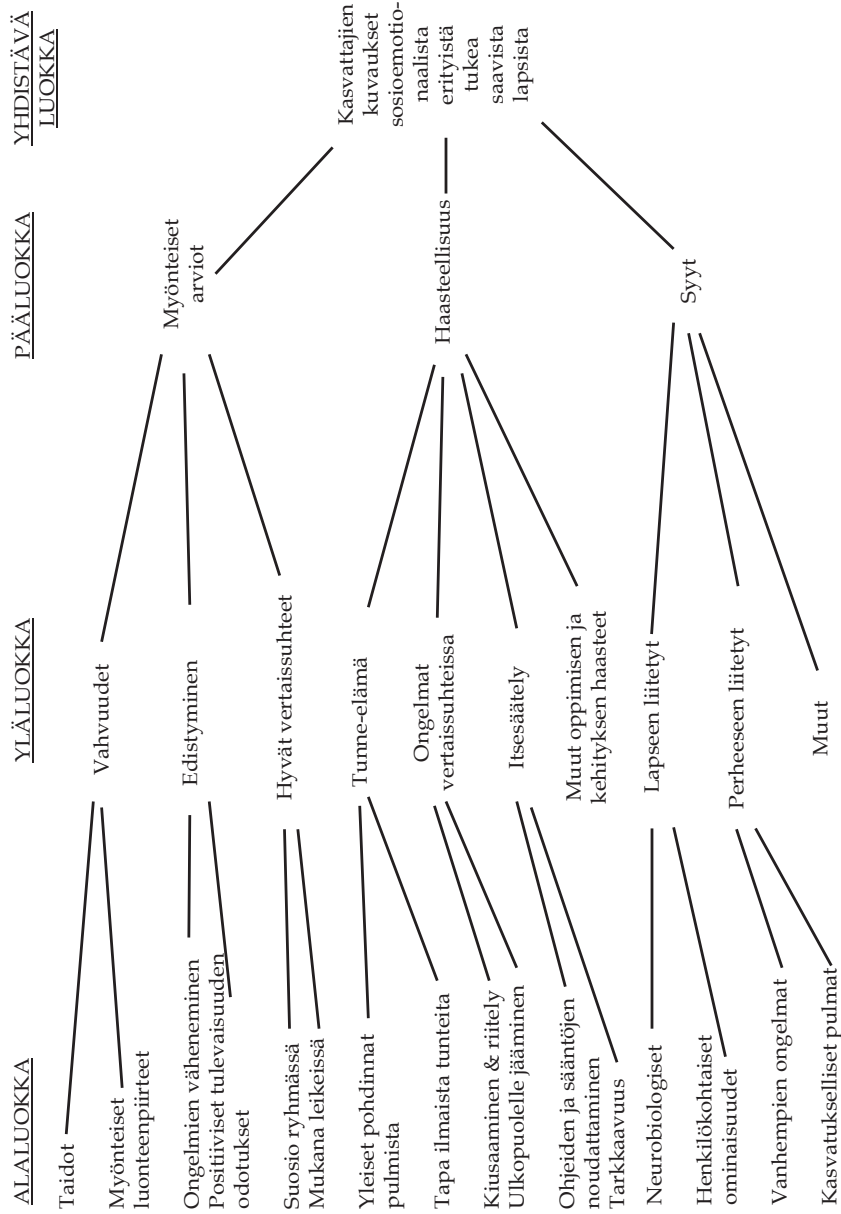 ALALUOKKA
Taidot
Myönteiset
luonteenpiirteet
Ongelmien väheneminen
Positiiviset tulevaisuuden
odotukset
Suosio ryhmässä
Mukana leikeissä
Yleiset pohdinnat
pulmista
Tapa ilmaista tunteita
Kiusaaminen & riitely
Ulkopuolelle jääminen
Ohjeiden ja sääntöjen
noudattaminen
Tarkkaavuus
Neurobiologiset
Henkilökohtaiset
ominaisuudet
Vanhempien ongelmat
Kasvatukselliset pulmat
YLÄLUOKKA
Vahvuudet
Edistyminen
Hyvät vertaissuhteet
Tunne-elämä
Ongelmat
vertaissuhteissa
Itsesäätely
Muut oppimisen ja
kehityksen haasteet
Lapseen liitetyt
Perheeseen liitetyt
Muut
PÄÄLUOKKA
Myönteiset
arviot
Haasteellisuus
Syyt
YHDISTÄVÄ
LUOKKA
Kasvattajien
kuvaukset
sosioemotio-
naalista
erityistä
tukea
saavista
lapsista